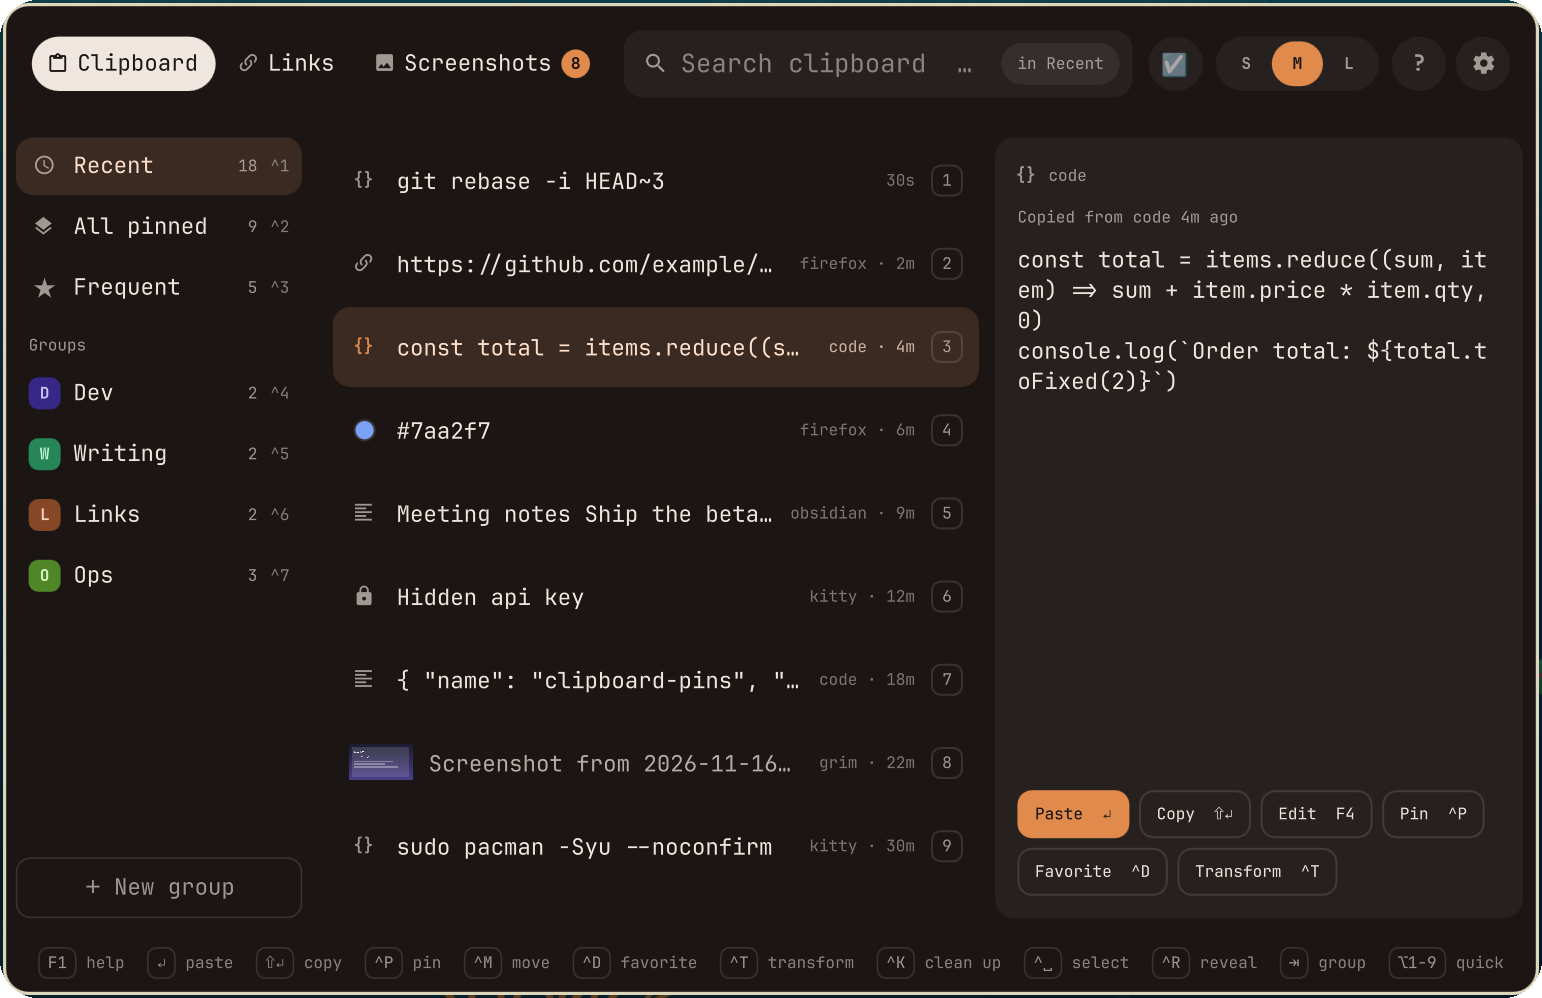 Clipboard Links Screenshots 8 Search clipboard … in Recent S M L ?
Recent 18 ^1
All pinned 9 ^2
Frequent 5 ^3
Groups
D Dev 2 ^4
W Writing 2 ^5
L Links 2 ^6
O Ops 3 ^7
+ New group
{} git rebase -i HEAD~3 30s 1
https://github.com/example/… firefox · 2m 2
{} const total = items.reduce((s… code · 4m 3
#7aa2f7 firefox · 6m 4
Meeting notes Ship the beta… obsidian · 9m 5
Hidden api key kitty · 12m 6
{ "name": "clipboard-pins", "… code · 18m 7
Screenshot from 2026-11-16… grim · 22m 8
{} sudo pacman -Syu --noconfirm kitty · 30m 9
{} code
Copied from code 4m ago
const total = items.reduce((sum, it
em) => sum + item.price * item.qty,
0)
console.log(`Order total: ${total.t
oFixed(2)}`)
Paste ↲ Copy ⇧↲ Edit F4 Pin ^P
Favorite ^D Transform ^T
F1 help ↲ paste ⇧↲ copy ^P pin ^M move ^D favorite ^T transform ^K clean up ^␣ select ^R reveal ⇥ group ⌥1-9 quick